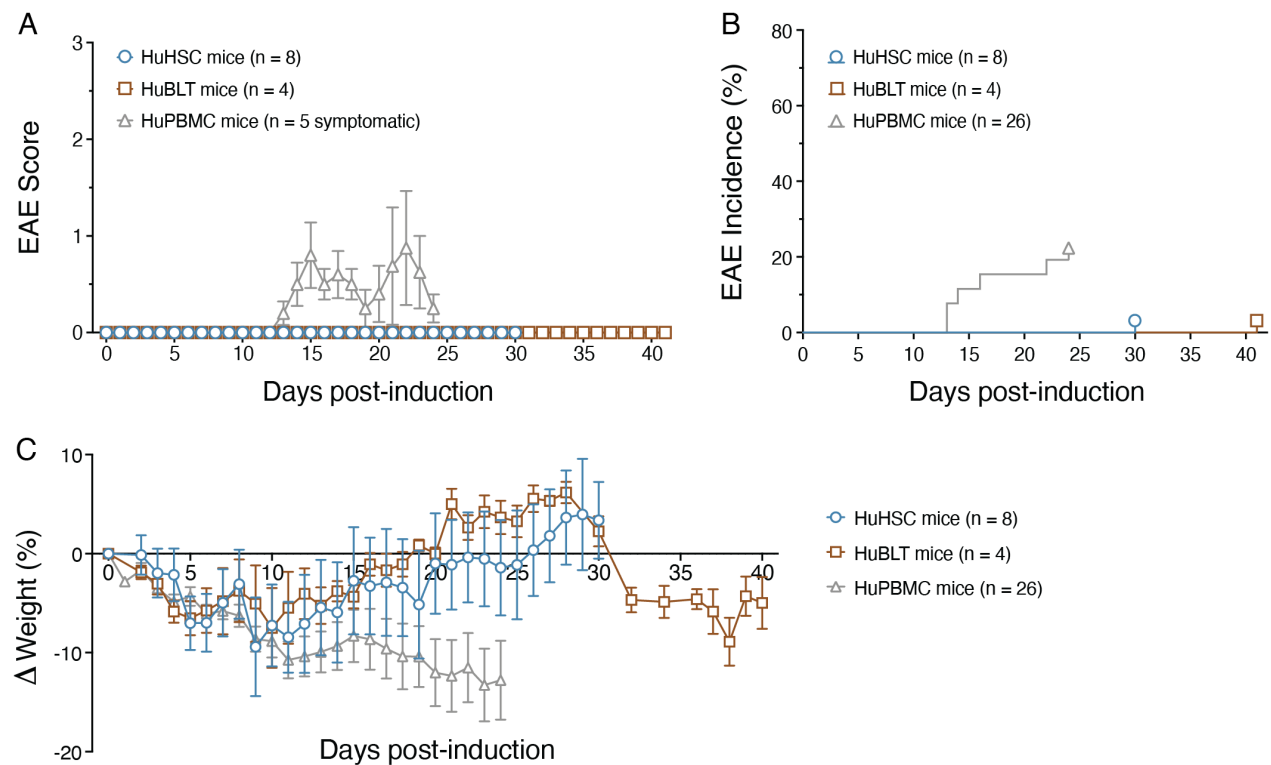 A
EAE Score
3
2
1
0
HuHSC mice (n = 8)
HuBLT mice (n = 4)
HuPBMC mice (n = 5 symptomatic)
0 5 10 15 20 25 30 35 40
Days post-induction
B
EAE Incidence (%)
80
60
40
20
0
HuHSC mice (n = 8)
HuBLT mice (n = 4)
HuPBMC mice (n = 26)
0 5 10 15 20 25 30 35 40
Days post-induction
C
Δ Weight (%)
10
0
-10
-20
0 5 10 15 20 25 30 35 40
Days post-induction
HuHSC mice (n = 8)
HuBLT mice (n = 4)
HuPBMC mice (n = 26)